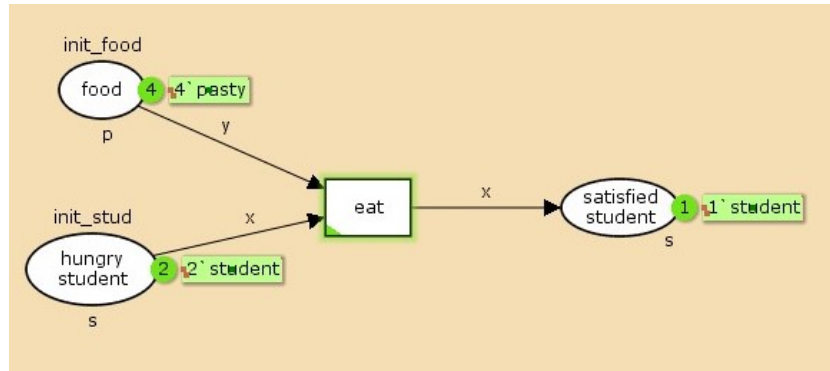 init_food
food
4
4`pasty
p
y
init_stud
x
eat
x
satisfied
student
1
1`student
s
hungry
student
2
2`student
s